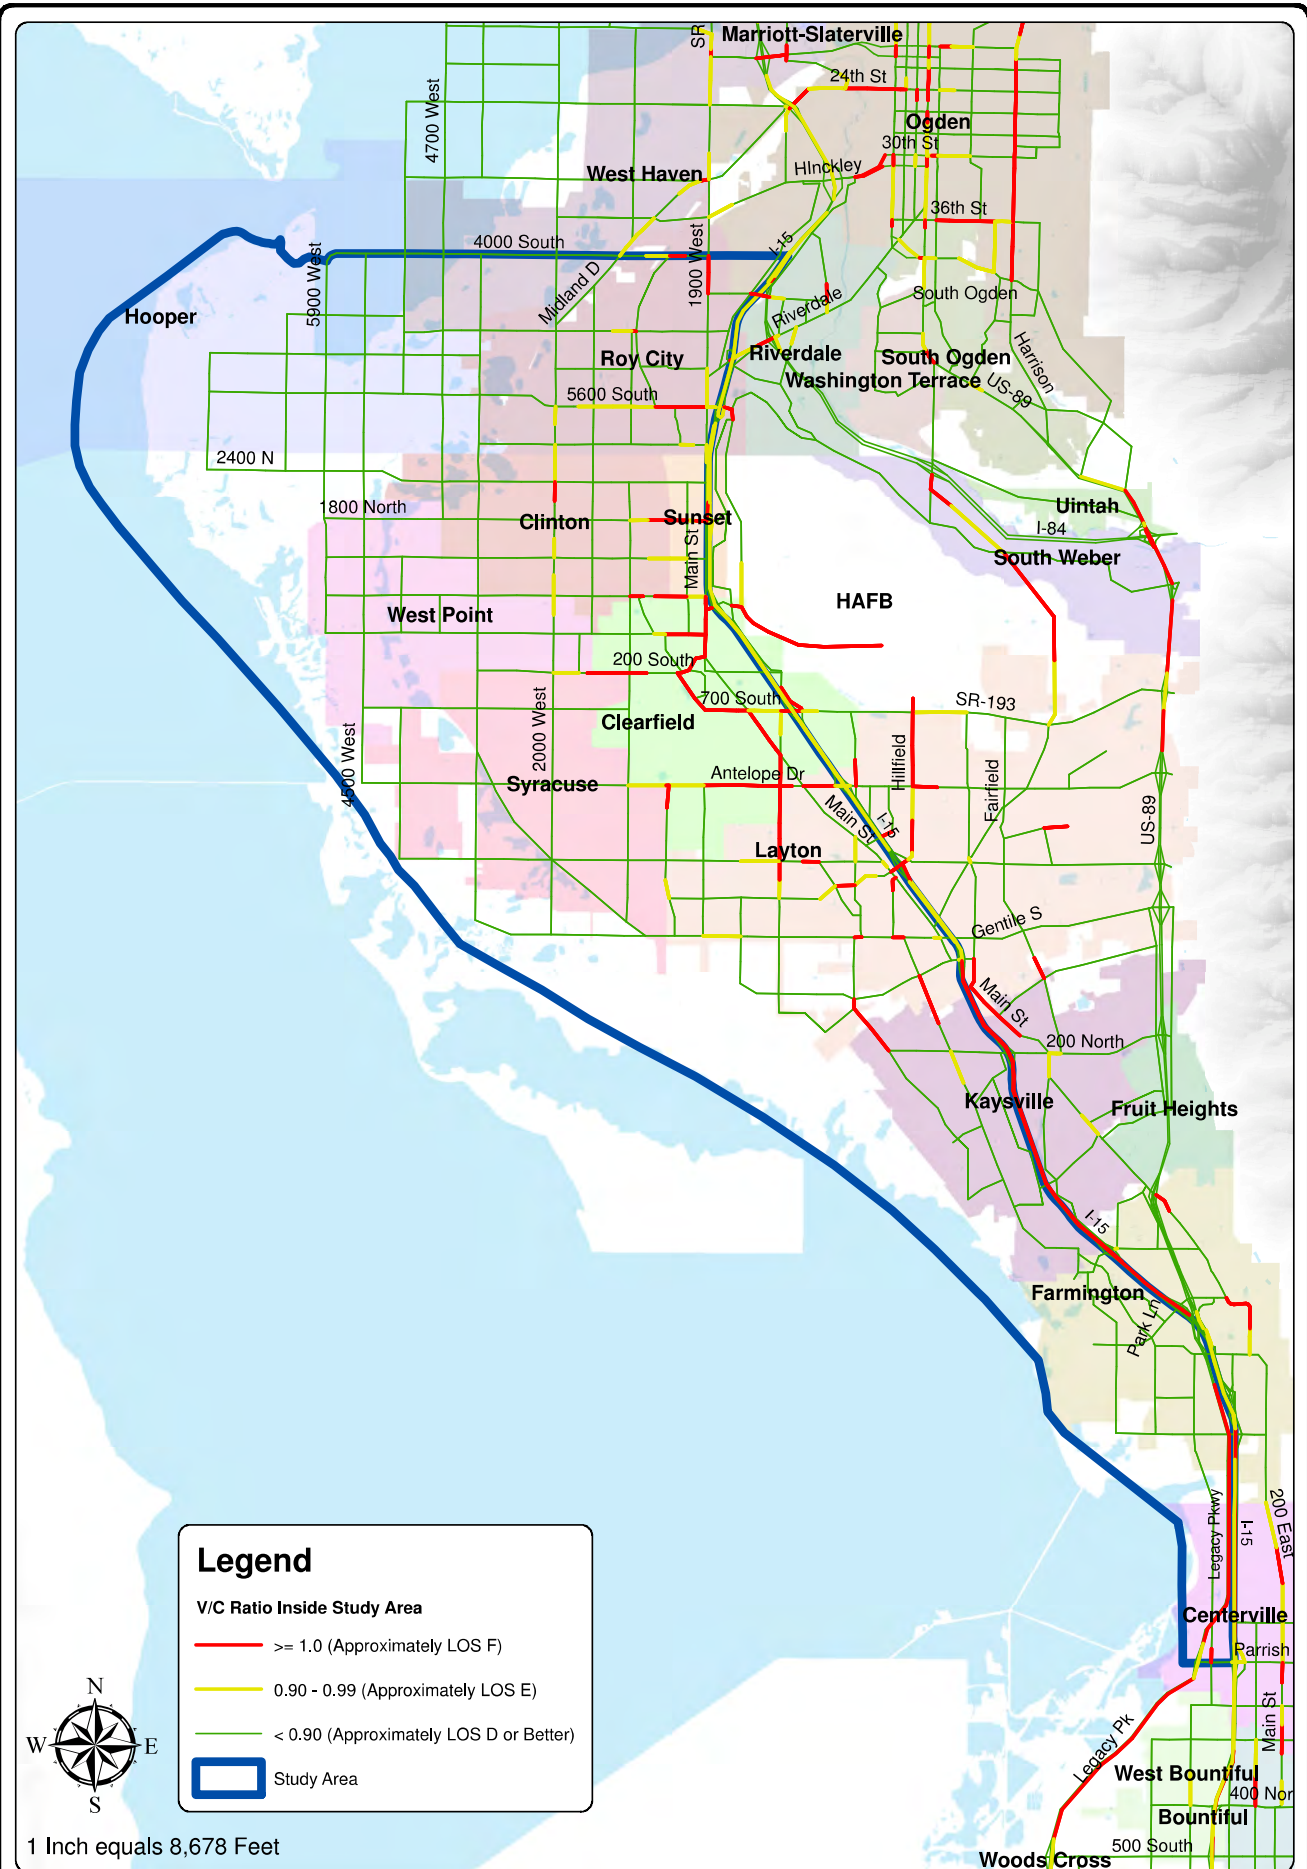 SR
Marriott-Slaterville
24th St
4700 West
Ogden
30th St
HInckley
West Haven
36th St
4000 South
5900 West
1900 West
I-15
Midland D
South Ogden
Riverdale
Hooper
Harrison
Roy City
Riverdale
South Ogden
Washington Terrace
US-89
5600 South
2400 N
1800 North
Clinton
Sunset
Uintah
I-84
Main St
South Weber
HAFB
West Point
200 South
2000 West
700 South
SR-193
Clearfield
4500 West
Hillfield
Fairfield
Antelope Dr
Syracuse
Main St
I-15
US-89
Layton
Gentile S
Main St
200 North
Kaysville
Fruit Heights
I-15
Farmington
Park Ln
Legacy Pkwy
I-15
200 East
Centerville
Parrish
Main St
Legacy Pk
West Bountiful
400 Nor
Bountiful
500 South
Woods Cross
Legend
V/C Ratio Inside Study Area
>= 1.0 (Approximately LOS F)
0.90 - 0.99 (Approximately LOS E)
< 0.90 (Approximately LOS D or Better)
Study Area
N
W
E
S
1 Inch equals 8,678 Feet